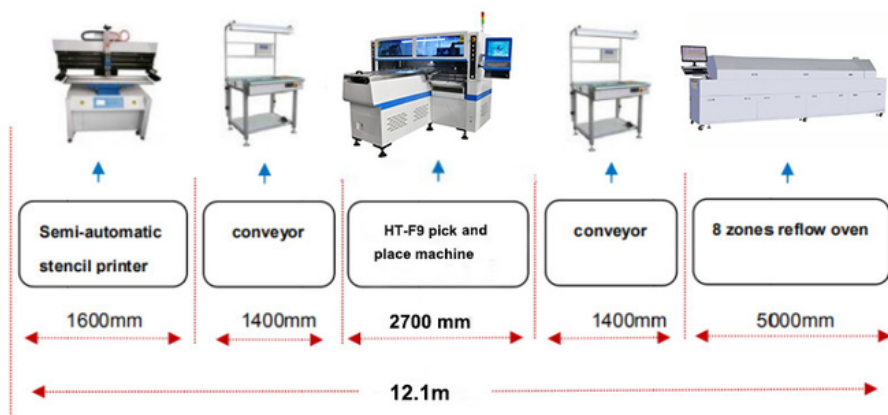 Semi-automatic
stencil printer
conveyor
HT-F9 pick and
place machine
conveyor
8 zones reflow oven
1600mm
1400mm
2700 mm
1400mm
5000mm
12.1m